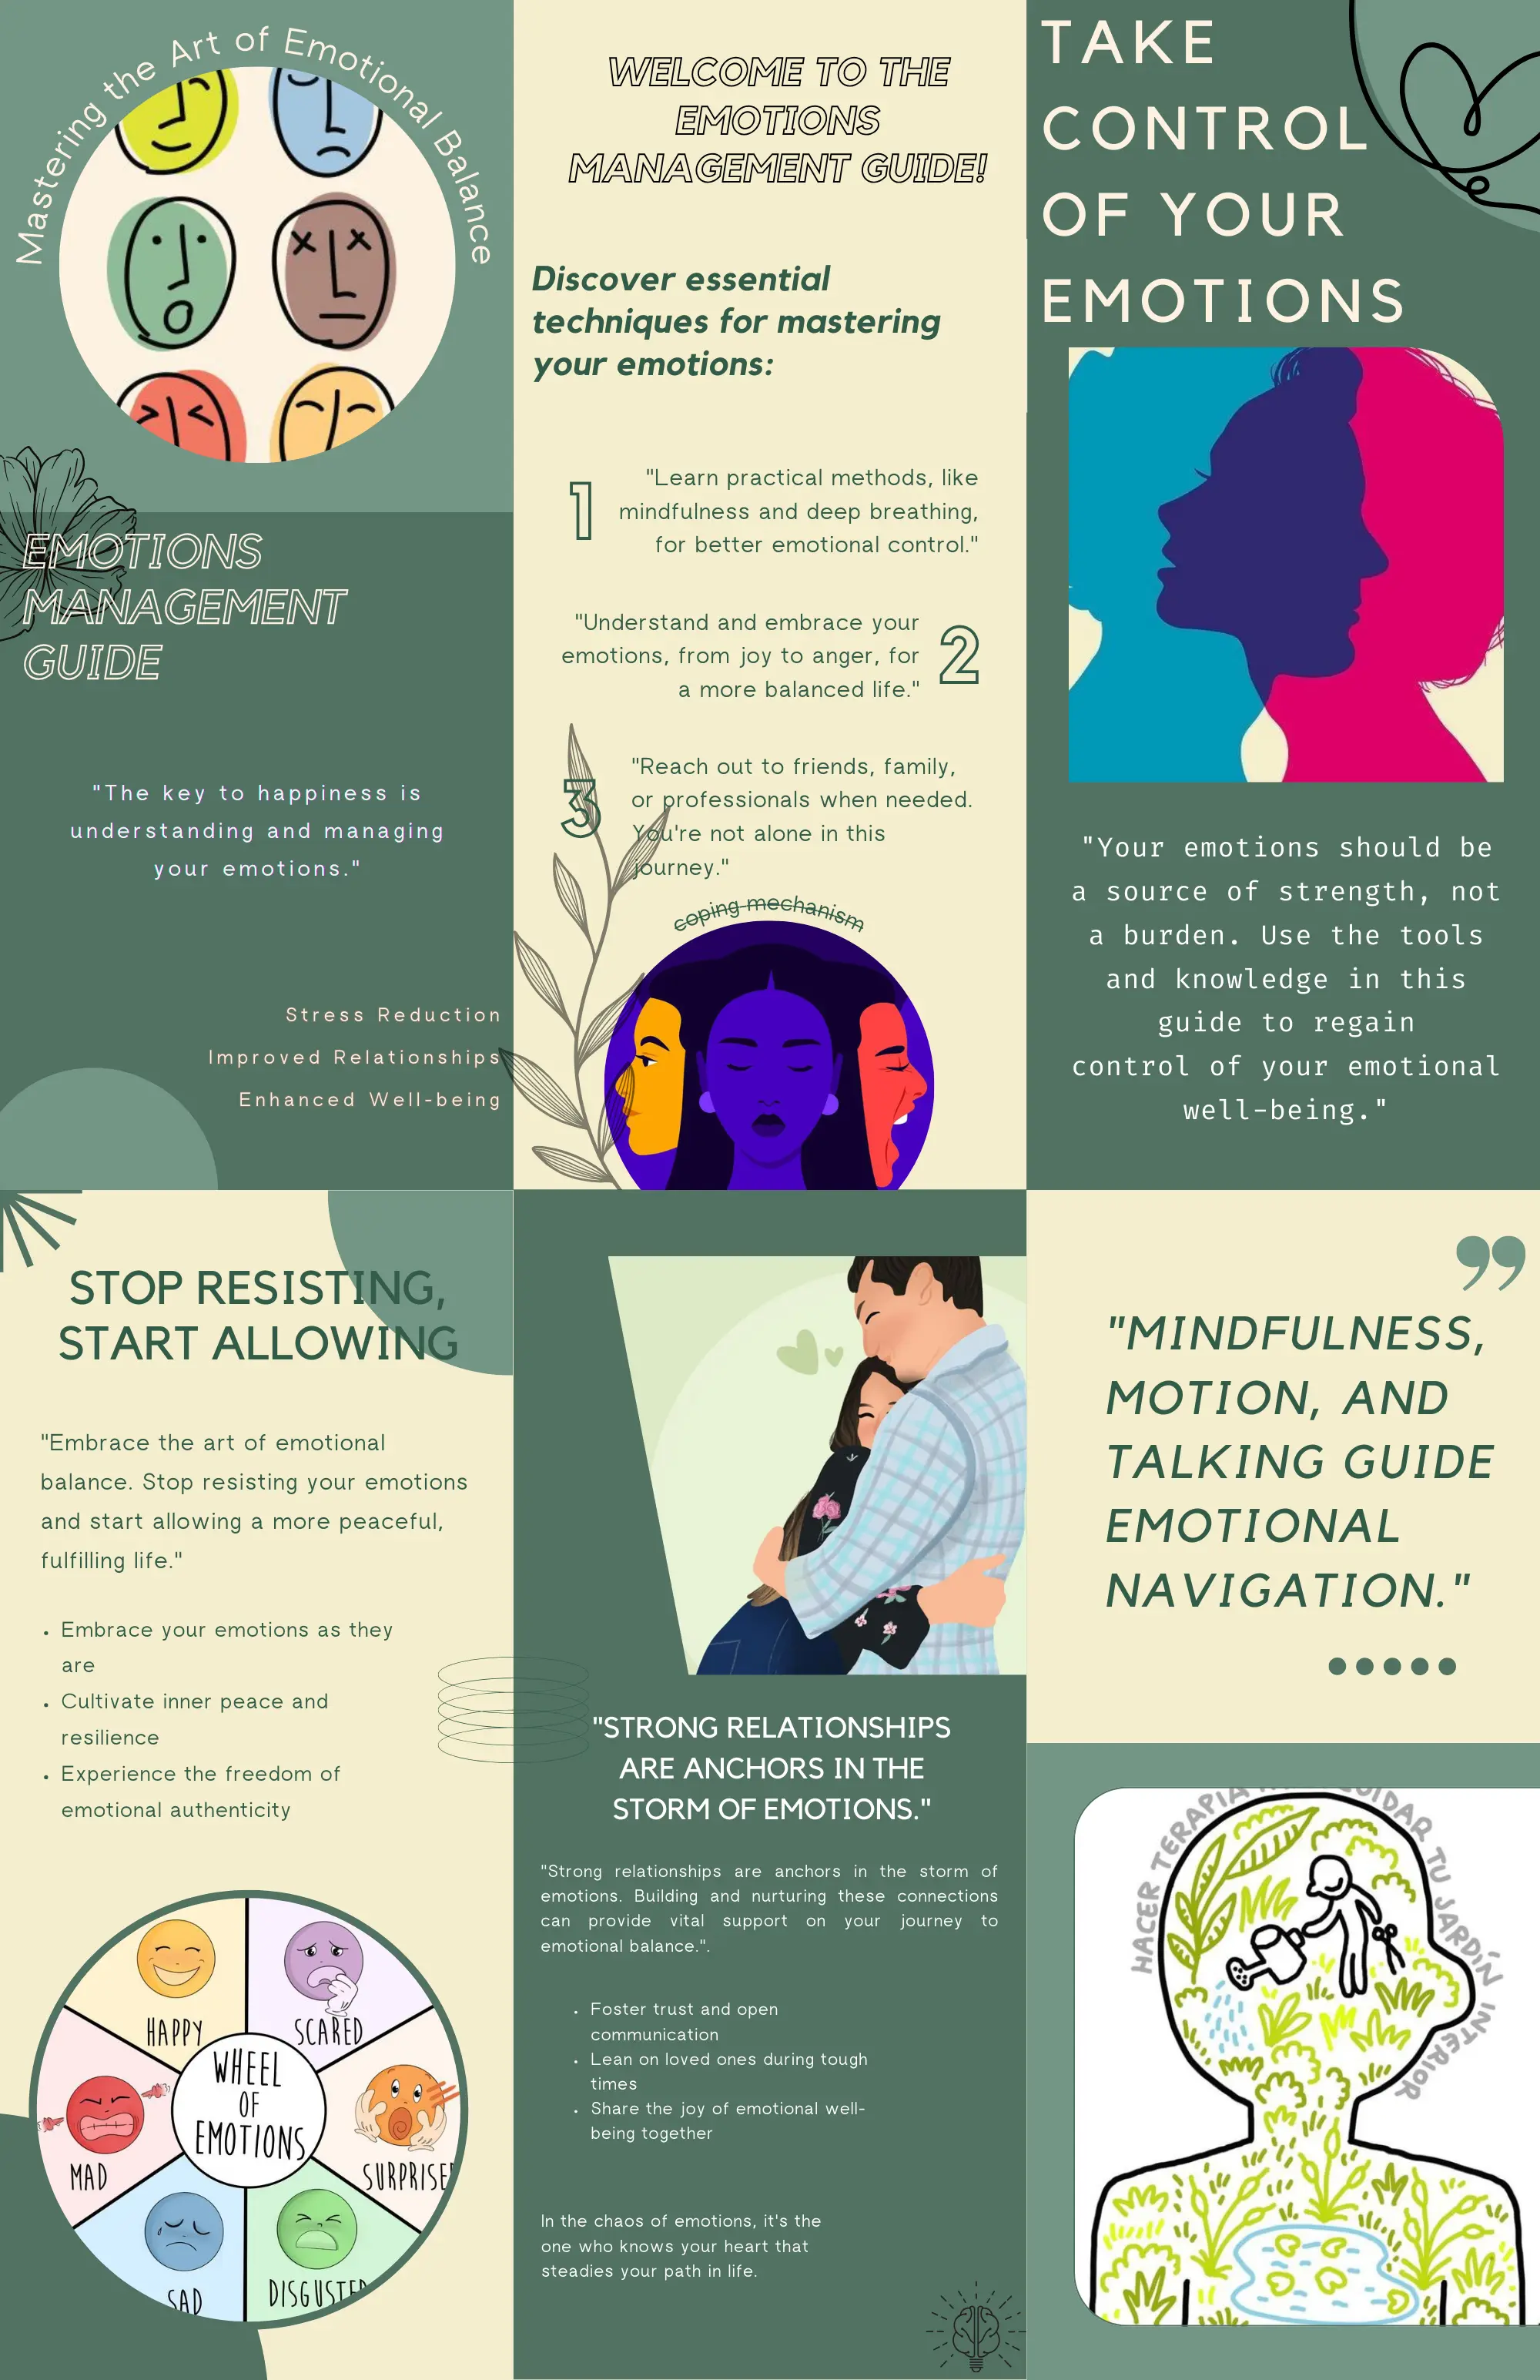 Mastering the Art of Emotional Balance
EMOTIONS
MANAGEMENT
GUIDE
"The key to happiness is
understanding and managing
your emotions."
Stress Reduction
Improved Relationships
Enhanced Well-being
WELCOME TO THE
EMOTIONS
MANAGEMENT GUIDE!
Discover essential
techniques for mastering
your emotions:
1
"Learn practical methods, like
mindfulness and deep breathing,
for better emotional control."
"Understand and embrace your
emotions, from joy to anger, for
a more balanced life."
2
3
"Reach out to friends, family,
or professionals when needed.
You're not alone in this
journey."
coping mechanism
TAKE
CONTROL
OF YOUR
EMOTIONS
"Your emotions should be
a source of strength, not
a burden. Use the tools
and knowledge in this
guide to regain
control of your emotional
well-being."
STOP RESISTING,
START ALLOWING
"Embrace the art of emotional
balance. Stop resisting your emotions
and start allowing a more peaceful,
fulfilling life."
• Embrace your emotions as they
are
• Cultivate inner peace and
resilience
• Experience the freedom of
emotional authenticity
HAPPY
SCARED
WHEEL
OF
EMOTIONS
MAD
SURPRISE
SAD
DISGUSTED
"STRONG RELATIONSHIPS
ARE ANCHORS IN THE
STORM OF EMOTIONS."
"Strong relationships are anchors in the storm of
emotions. Building and nurturing these connections
can provide vital support on your journey to
emotional balance.".
• Foster trust and open
communication
• Lean on loved ones during tough
times
• Share the joy of emotional well-
being together
In the chaos of emotions, it's the
one who knows your heart that
steadies your path in life.
"MINDFULNESS,
MOTION, AND
TALKING GUIDE
EMOTIONAL
NAVIGATION."
HACER TERAPIA CUIDAR TU JARDÍN INTERIOR